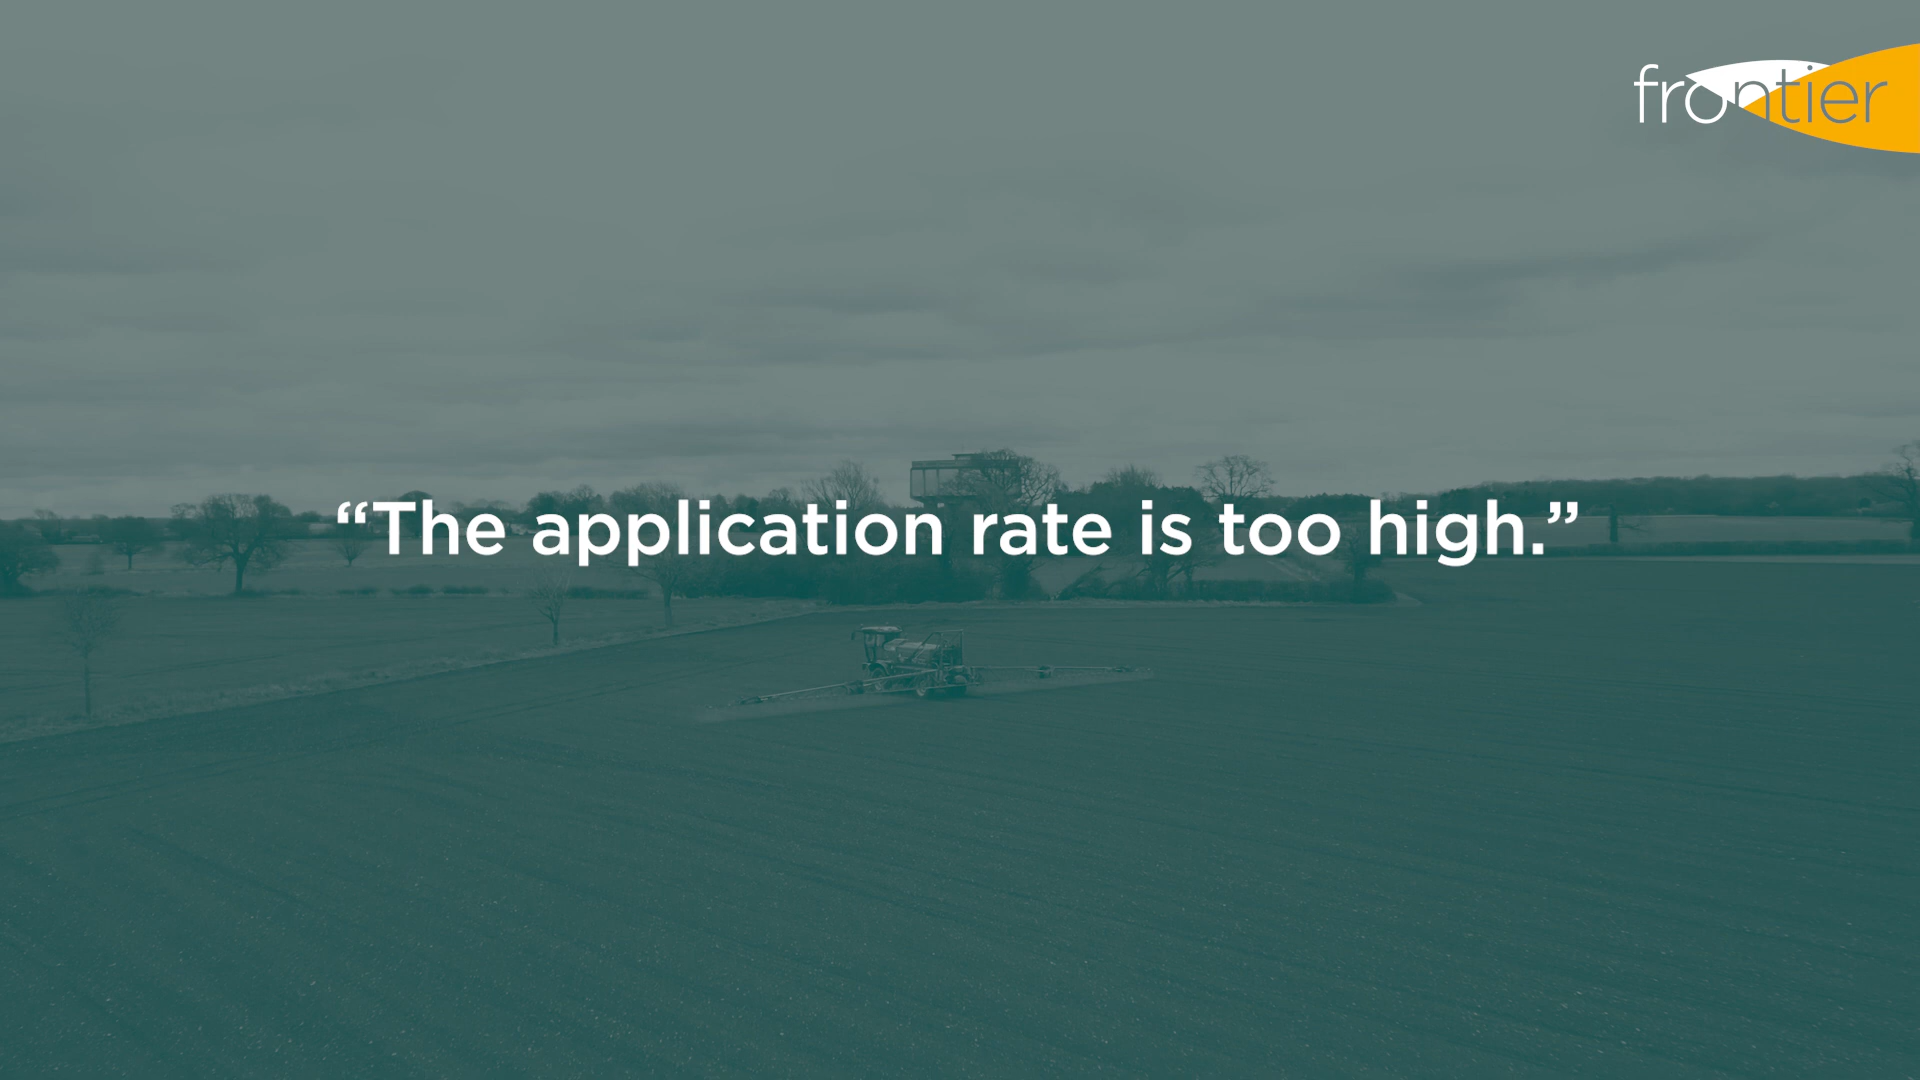 frontier
“The application rate is too high.”